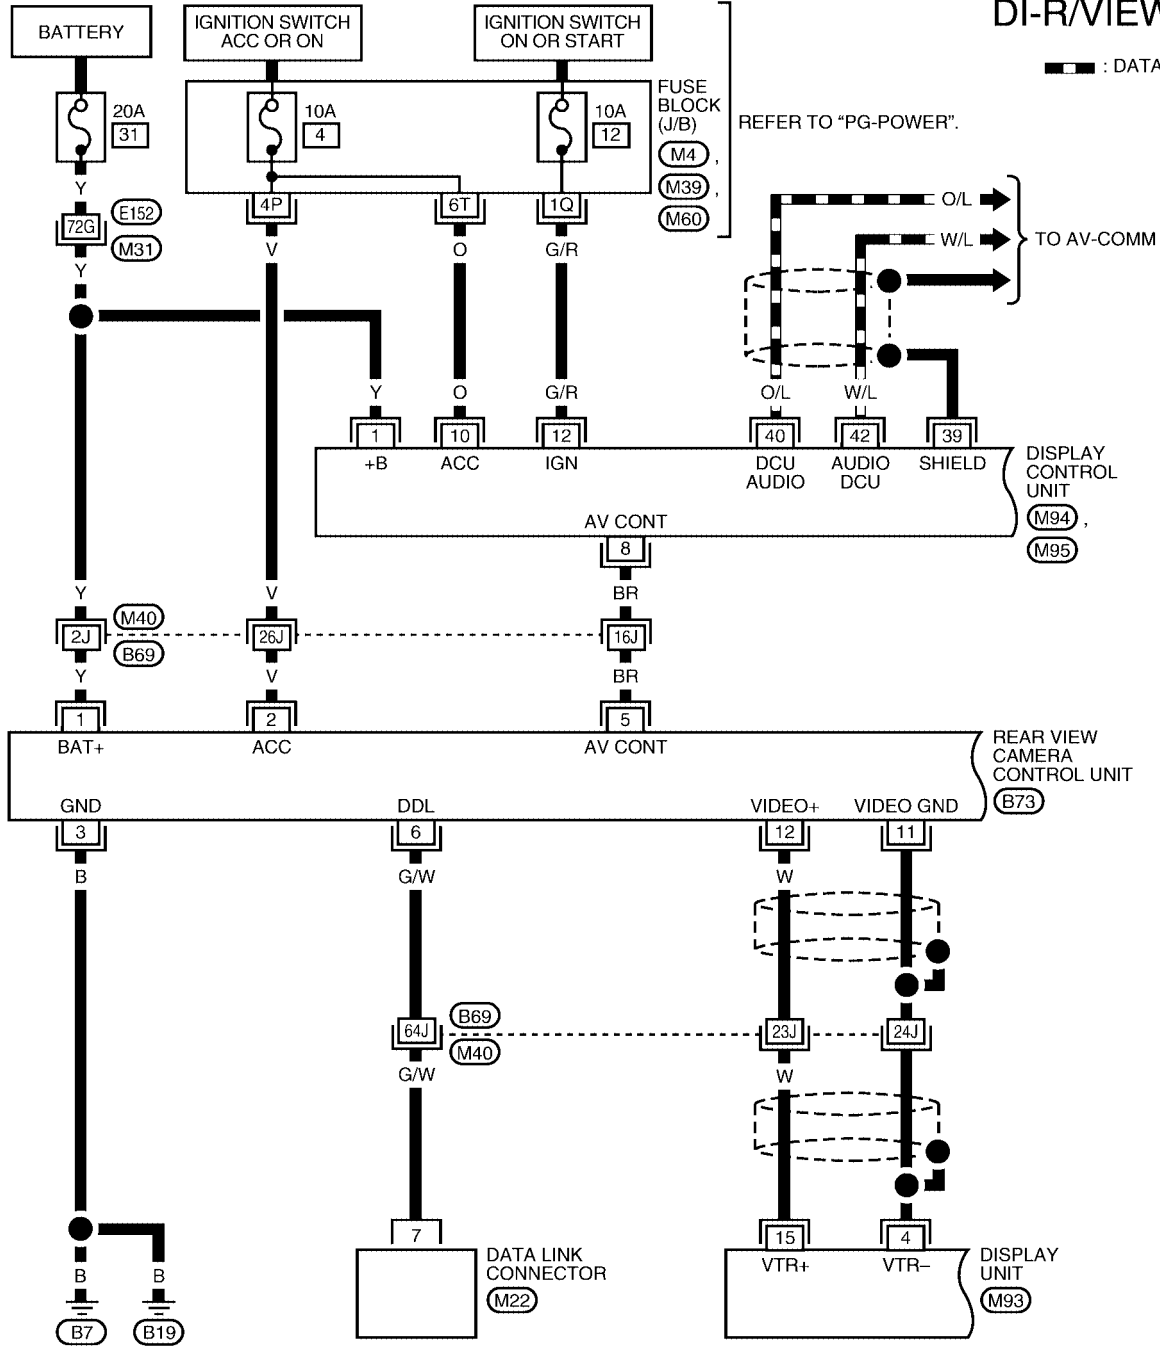 DI-R/VIEW
: DATA
BATTERY
IGNITION SWITCH
ACC OR ON
IGNITION SWITCH
ON OR START
20A
31
10A
4
10A
12
FUSE
BLOCK
(J/B)
M4 ,
M39 ,
M60
REFER TO “PG-POWER”.
Y
72G
E152
M31
Y
4P
6T
1Q
V
O
G/R
O/L
W/L
TO AV-COMM
Y
O
G/R
O/L
W/L
1
10
12
40
42
39
+B
ACC
IGN
DCU
AUDIO
AUDIO
DCU
SHIELD
DISPLAY
CONTROL
UNIT
M94 ,
M95
AV CONT
8
BR
Y
V
M40
2J
26J
16J
B69
Y
V
BR
1
2
5
BAT+
ACC
AV CONT
REAR VIEW
CAMERA
CONTROL UNIT
B73
GND
DDL
VIDEO+
VIDEO GND
3
6
12
11
B
G/W
W
B69
64J
23J
24J
M40
G/W
W
7
15
4
DATA LINK
CONNECTOR
M22
VTR+
VTR–
DISPLAY
UNIT
M93
B
B
B7
B19